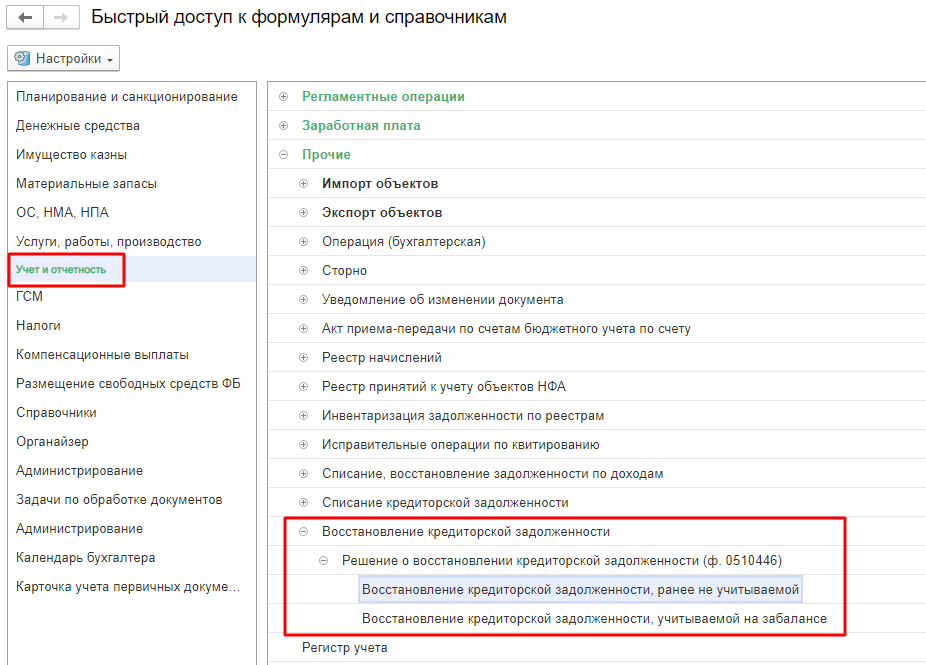 Быстрый доступ к формулярам и справочникам
Настройки
Планирование и санкционирование
Денежные средства
Имущество казны
Материальные запасы
ОС, НМА, НПА
Услуги, работы, производство
Учет и отчетность
ГСМ
Налоги
Компенсационные выплаты
Размещение свободных средств ФБ
Справочники
Органайзер
Администрирование
Задачи по обработке документов
Администрирование
Календарь бухгалтера
Карточка учета первичных докуме...
Регламентные операции
Заработная плата
Прочие
Импорт объектов
Экспорт объектов
Операция (бухгалтерская)
Сторно
Уведомление об изменении документа
Акт приема-передачи по счетам бюджетного учета по счету
Реестр начислений
Реестр принятий к учету объектов НФА
Инвентаризация задолженности по реестрам
Исправительные операции по квитированию
Списание, восстановление задолженности по доходам
Списание кредиторской задолженности
Восстановление кредиторской задолженности
Решение о восстановлении кредиторской задолженности (ф. 0510446)
Восстановление кредиторской задолженности, ранее не учитываемой
Восстановление кредиторской задолженности, учитываемой на забалансе
Регистр учета